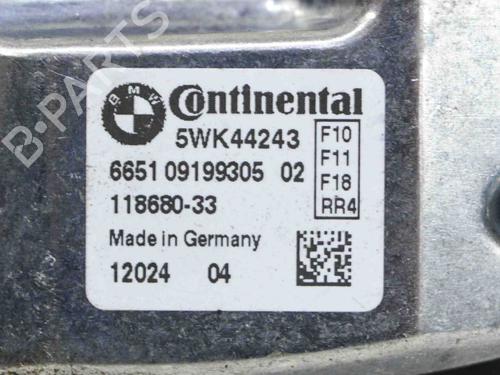 B-PARTS
BMW
Continental
5WK44243
6651 09199305 02
118680-33
Made in Germany
12024 04
F10
F11
F18
RR4